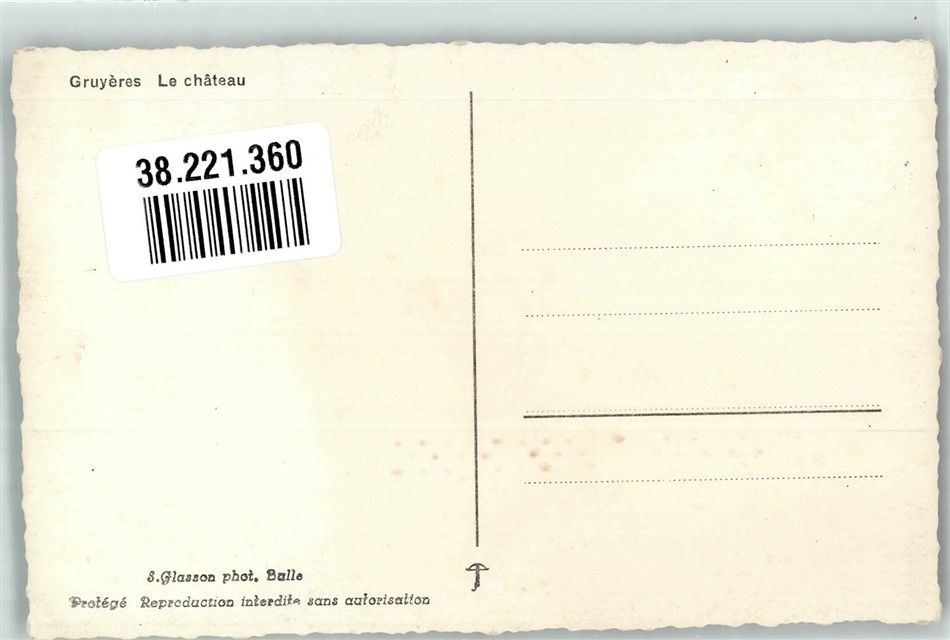 Gruyères Le château
38.221.360
S.Glasson phot. Bulle
Protégé Reproduction interdite sans autorisation